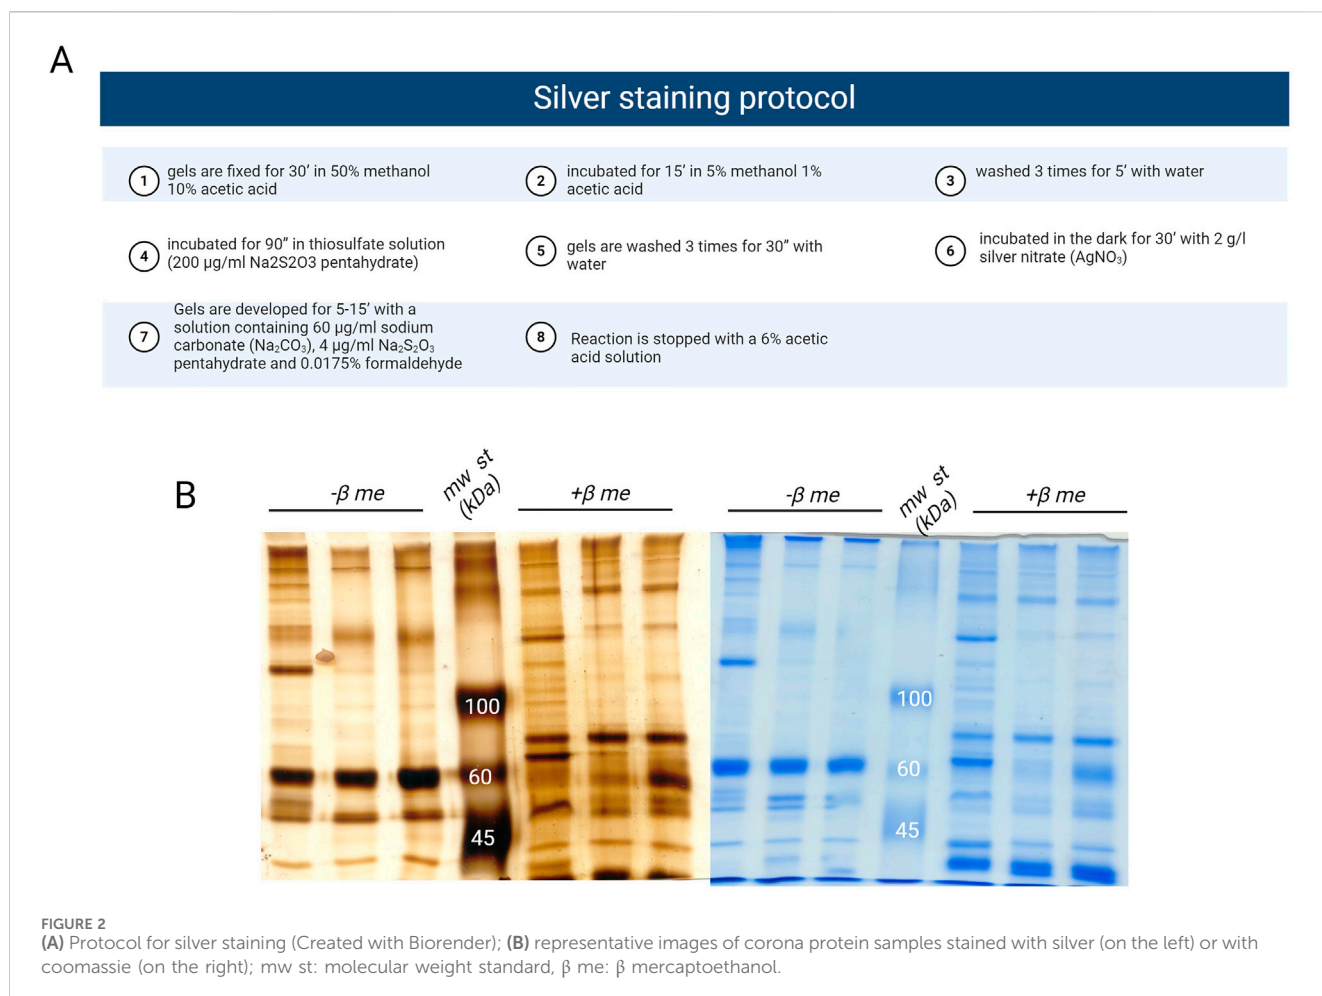 A
Silver staining protocol
1 gels are fixed for 30’ in 50% methanol
10% acetic acid
2 incubated for 15’ in 5% methanol 1%
acetic acid
3 washed 3 times for 5’ with water
4 incubated for 90” in thiosulfate solution
(200 µg/ml Na2S2O3 pentahydrate)
5 gels are washed 3 times for 30” with
water
6 incubated in the dark for 30’ with 2 g/l
silver nitrate (AgNO₃)
7 Gels are developed for 5-15’ with a
solution containing 60 µg/ml sodium
carbonate (Na₂CO₃), 4 µg/ml Na₂S₂O₃
pentahydrate and 0.0175% formaldehyde
8 Reaction is stopped with a 6% acetic
acid solution
B
-β me
mw st
(kDa)
+β me
-β me
mw st
(kDa)
+β me
100
60
45
100
60
45
FIGURE 2
(A) Protocol for silver staining (Created with Biorender); (B) representative images of corona protein samples stained with silver (on the left) or with
coomassie (on the right); mw st: molecular weight standard, β me: β mercaptoethanol.